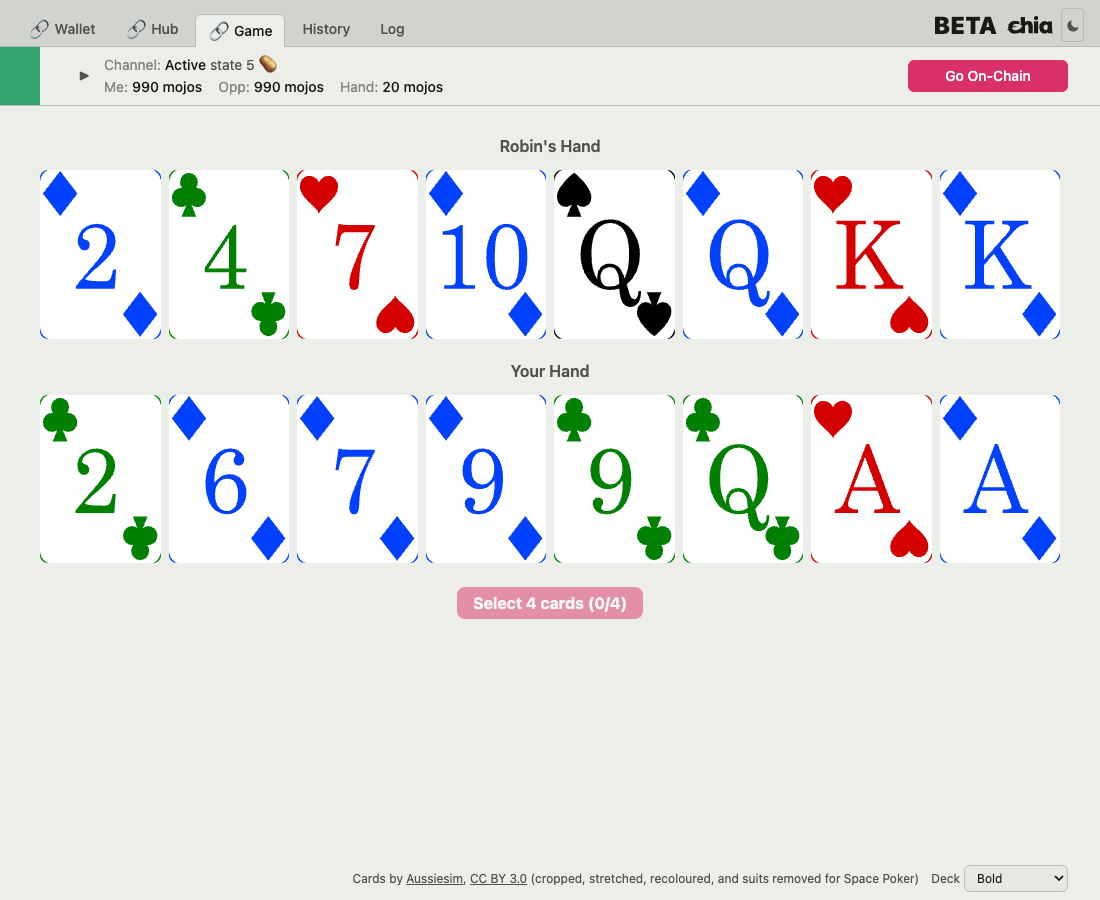 Wallet Hub Game History Log BETA chia
Channel: Active state 5
Me: 990 mojos Opp: 990 mojos Hand: 20 mojos
Go On-Chain
Robin's Hand
2 4 7 10 Q Q K K
Your Hand
2 6 7 9 9 Q A A
Select 4 cards (0/4)
Cards by Aussiesim, CC BY 3.0 (cropped, stretched, recoloured, and suits removed for Space Poker) Deck Bold